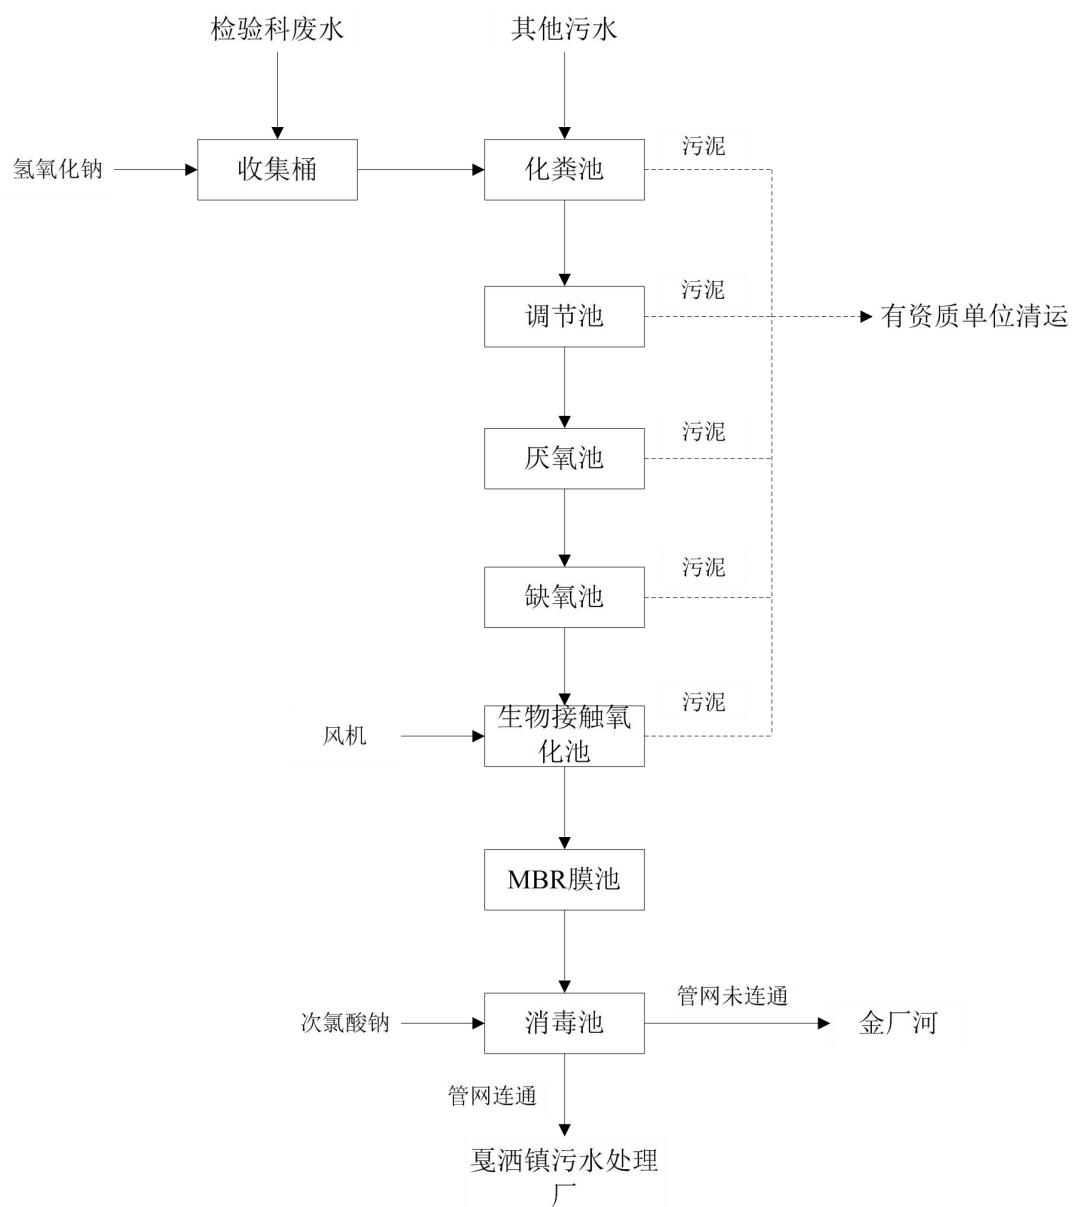 检验科废水
其他污水
氢氧化钠
收集桶
化粪池
污泥
调节池
污泥
有资质单位清运
厌氧池
污泥
缺氧池
污泥
风机
生物接触氧
化池
污泥
MBR膜池
次氯酸钠
消毒池
管网未连通
金厂河
管网连通
戛洒镇污水处理
厂